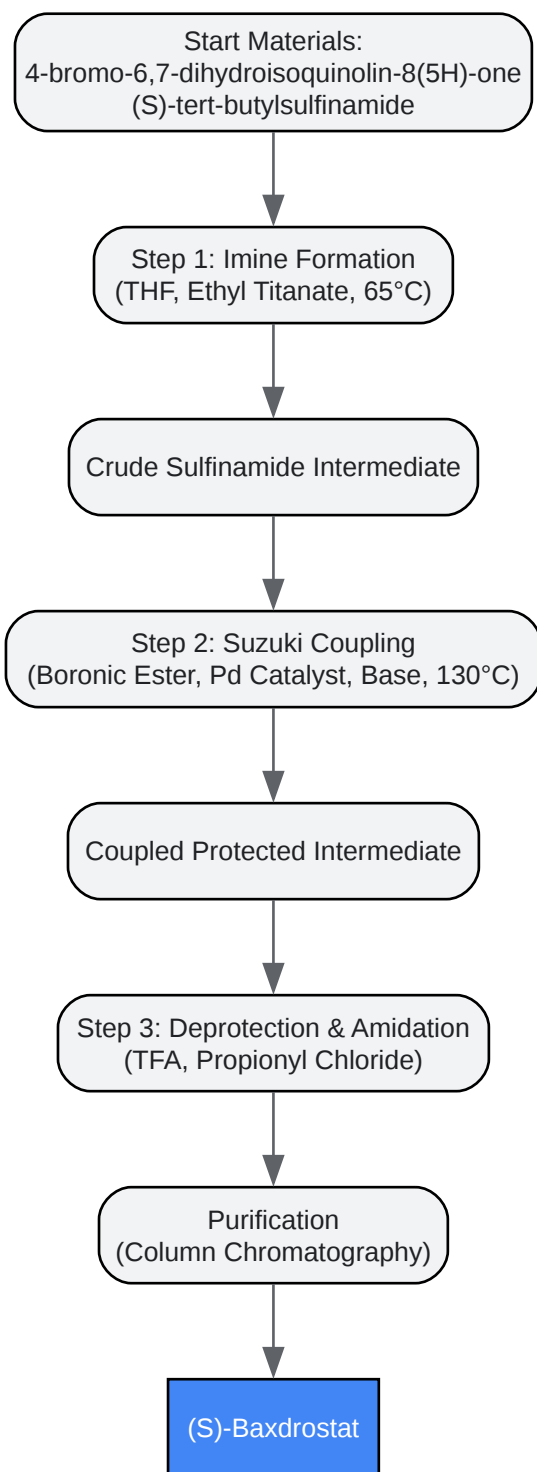 Start Materials:
4-bromo-6,7-dihydroisoquinolin-8(5H)-one
(S)-tert-butylsulfinamide
Step 1: Imine Formation
(THF, Ethyl Titanate, 65°C)
Crude Sulfinamide Intermediate
Step 2: Suzuki Coupling
(Boronic Ester, Pd Catalyst, Base, 130°C)
Coupled Protected Intermediate
Step 3: Deprotection & Amidation
(TFA, Propionyl Chloride)
Purification
(Column Chromatography)
(S)-Baxdrostat